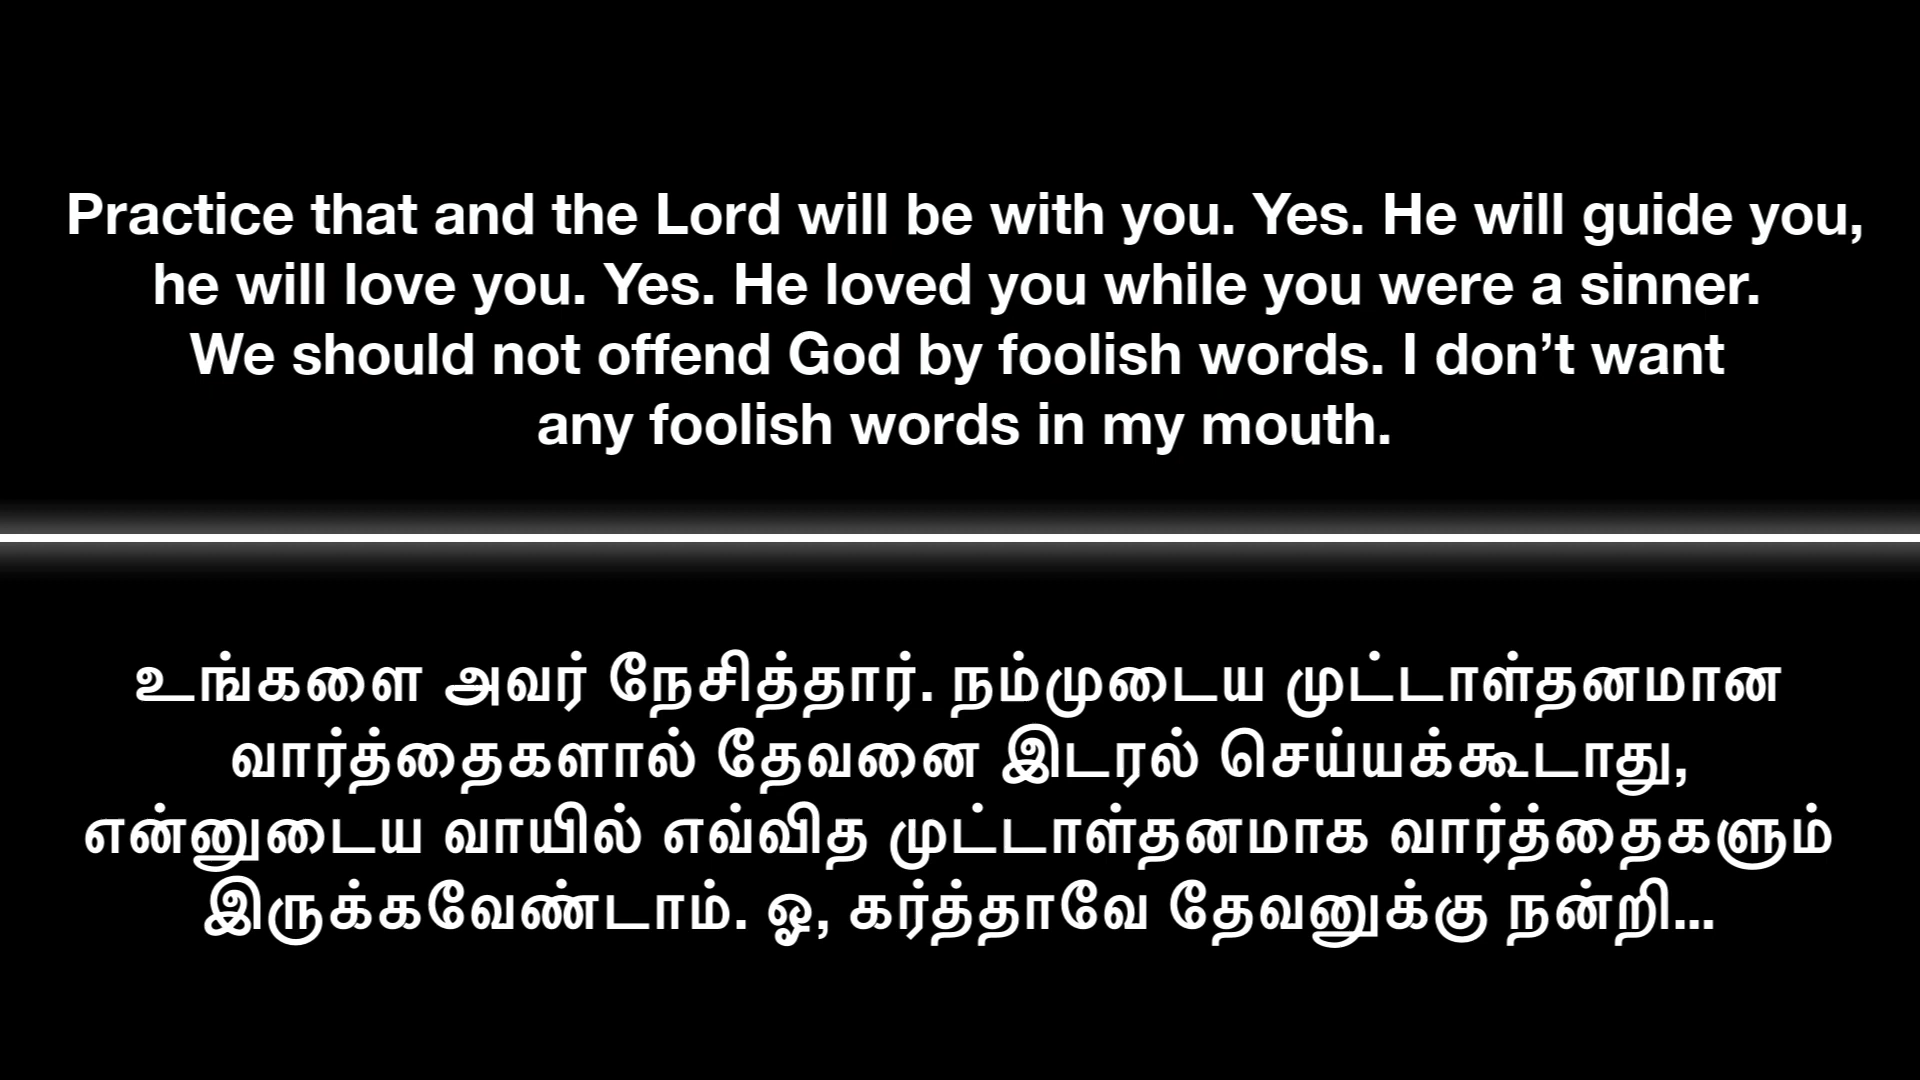 Practice that and the Lord will be with you. Yes. He will guide you,
he will love you. Yes. He loved you while you were a sinner.
We should not offend God by foolish words. I don’t want
any foolish words in my mouth.
உங்களை அவர் நேசித்தார். நம்முடைய முட்டாள்தனமான
வார்த்தைகளால் தேவனை இடரல் செய்யக்கூடாது,
என்னுடைய வாயில் எவ்வித முட்டாள்தனமாக வார்த்தைகளும்
இருக்கவேண்டாம். ஓ, கர்த்தாவே தேவனுக்கு நன்றி...